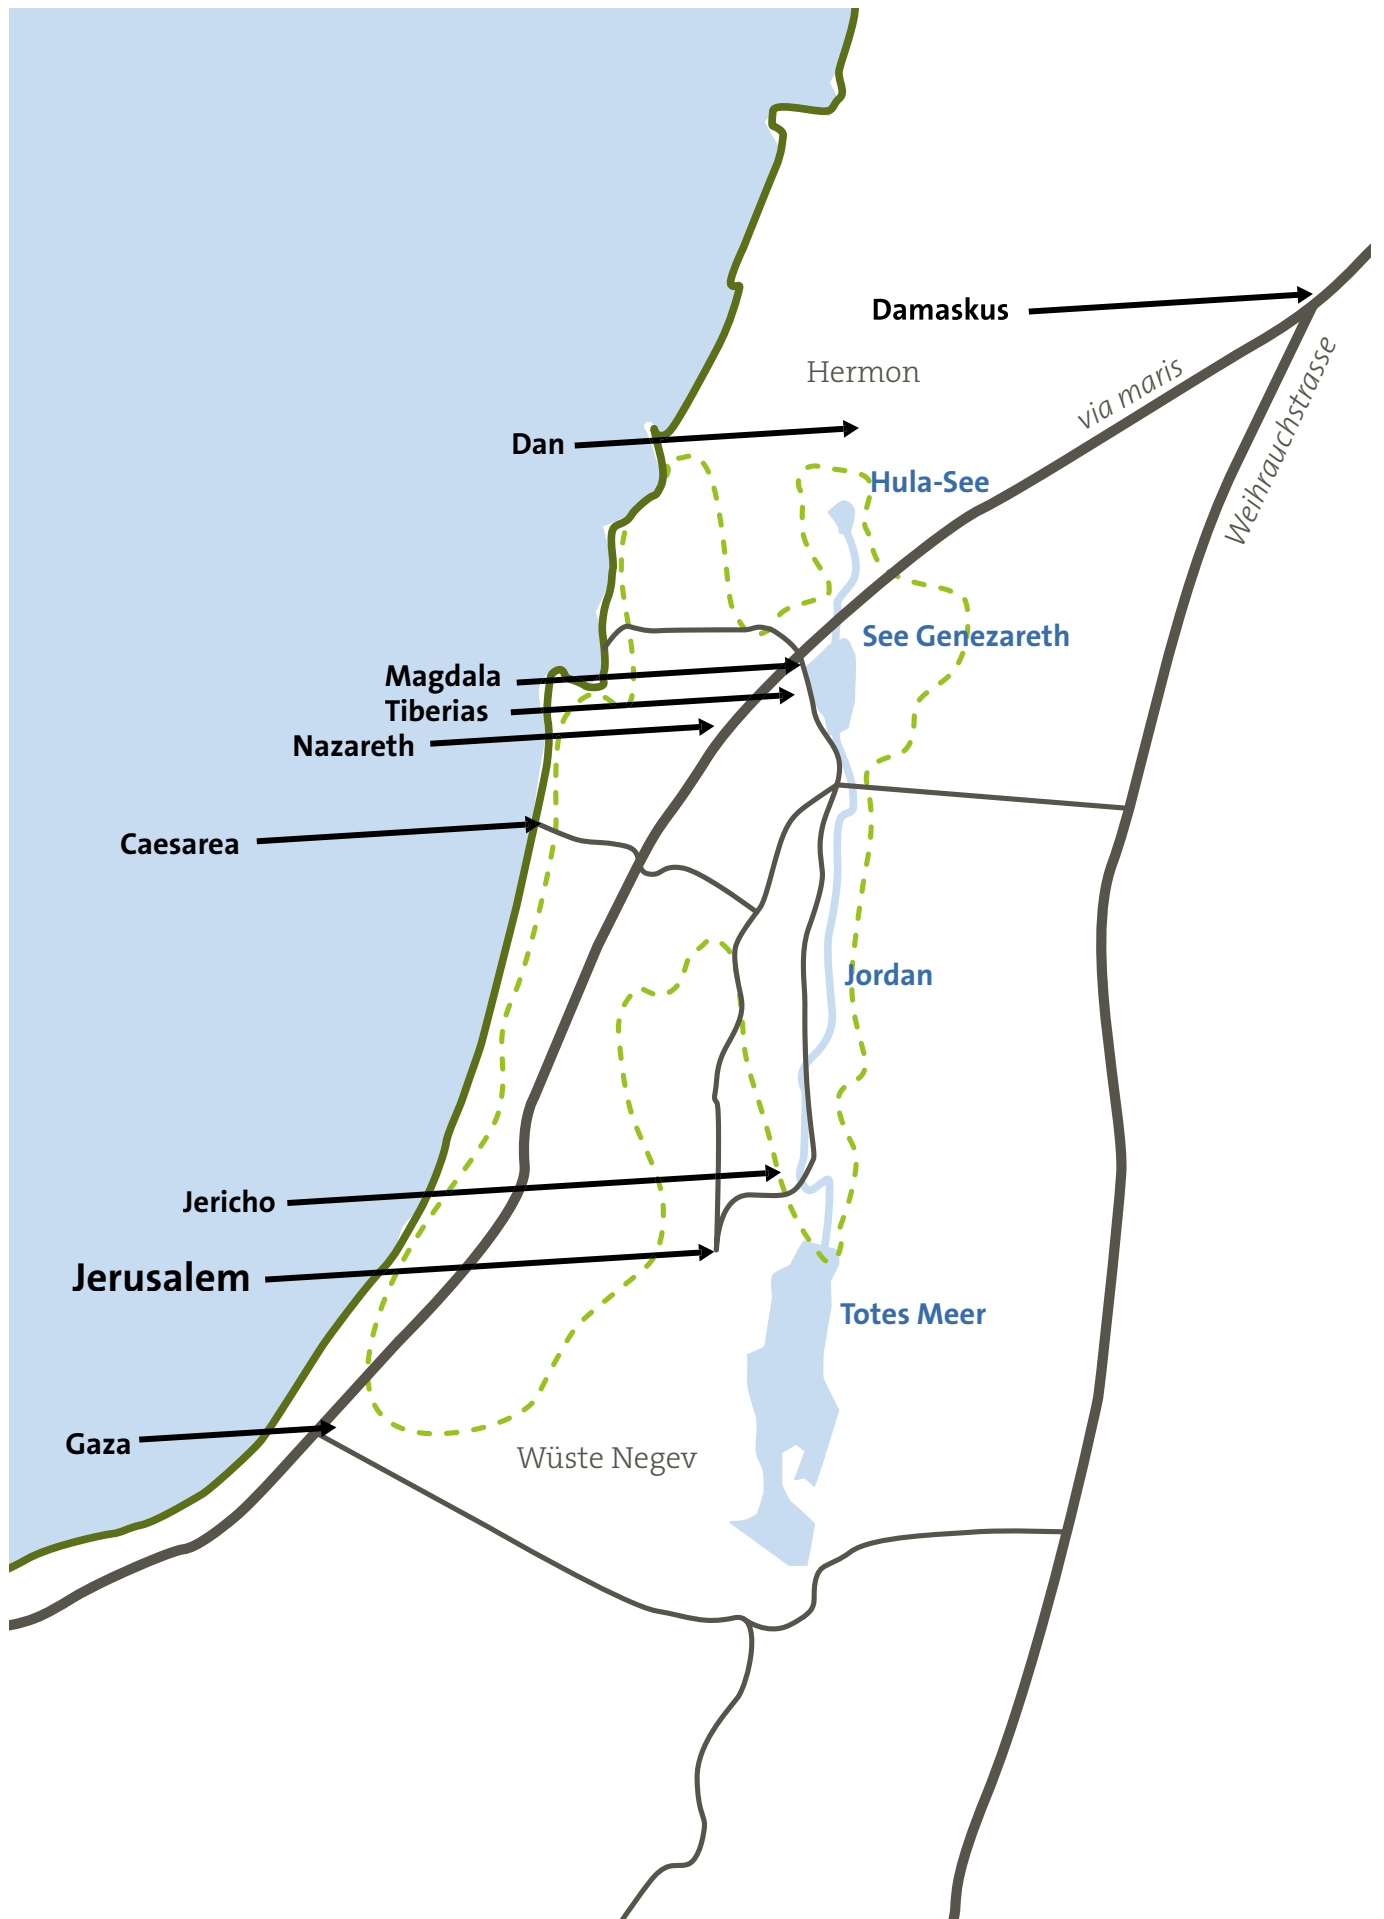 Damaskus
Hermon
via maris
Weihrauchstrasse
Dan
Hula-See
See Genezareth
Magdala
Tiberias
Nazareth
Caesarea
Jordan
Jericho
Jerusalem
Totes Meer
Gaza
Wüste Negev